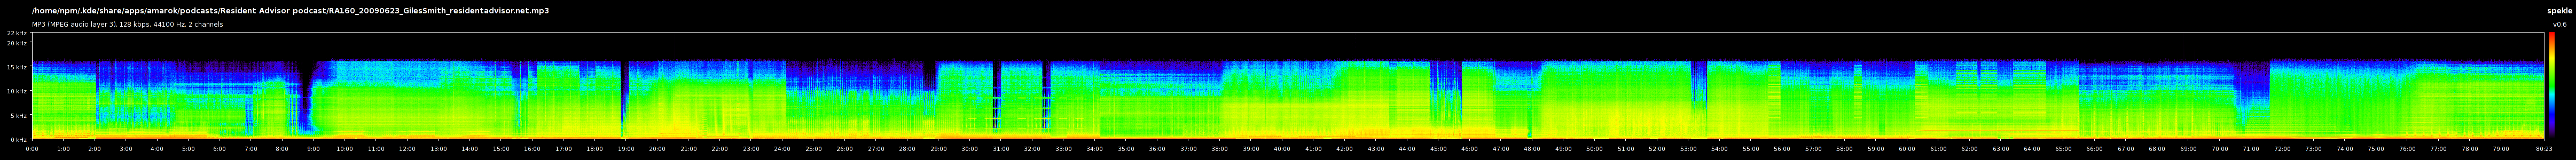 /home/npm/.kde/share/apps/amarok/podcasts/Resident Advisor podcast/RA160_20090623_GilesSmith_residentadvisor.net.mp3 spekle
MP3 (MPEG audio layer 3), 128 kbps, 44100 Hz, 2 channels v0.6
22 kHz
20 kHz
15 kHz
10 kHz
5 kHz
0 kHz
0:00 1:00 2:00 3:00 4:00 5:00 6:00 7:00 8:00 9:00 10:00 11:00 12:00 13:00 14:00 15:00 16:00 17:00 18:00 19:00 20:00 21:00 22:00 23:00 24:00 25:00 26:00 27:00 28:00 29:00 30:00 31:00 32:00 33:00 34:00 35:00 36:00 37:00 38:00 39:00 40:00 41:00 42:00 43:00 44:00 45:00 46:00 47:00 48:00 49:00 50:00 51:00 52:00 53:00 54:00 55:00 56:00 57:00 58:00 59:00 60:00 61:00 62:00 63:00 64:00 65:00 66:00 67:00 68:00 69:00 70:00 71:00 72:00 73:00 74:00 75:00 76:00 77:00 78:00 79:00 80:23